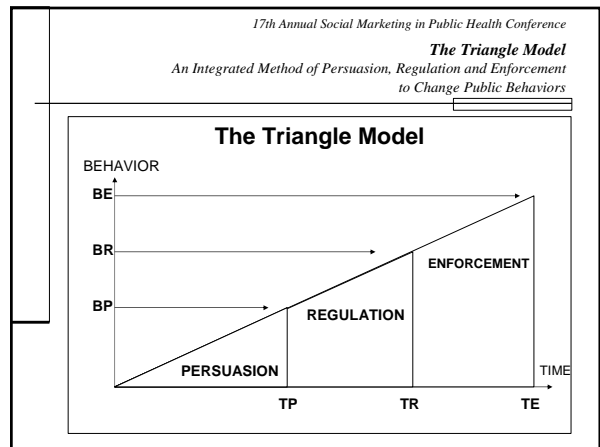 17th Annual Social Marketing in Public Health Conference
The Triangle Model
An Integrated Method of Persuasion, Regulation and Enforcement
to Change Public Behaviors
The Triangle Model
BEHAVIOR
BE
BR
ENFORCEMENT
BP
REGULATION
PERSUASION
TIME
TP TR TE